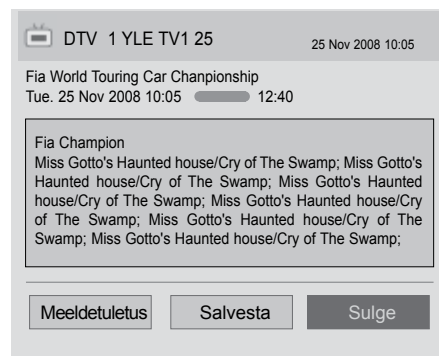 DTV 1 YLE TV1 25 25 Nov 2008 10:05
Fia World Touring Car Chanpionship
Tue. 25 Nov 2008 10:05 12:40
Fia Champion
Miss Gotto's Haunted house/Cry of The Swamp; Miss Gotto's
Haunted house/Cry of The Swamp; Miss Gotto's Haunted
house/Cry of The Swamp; Miss Gotto's Haunted house/Cry
of The Swamp; Miss Gotto's Haunted house/Cry of The
Swamp; Miss Gotto's Haunted house/Cry of The Swamp;
Meeldetuletus Salvesta Sulge